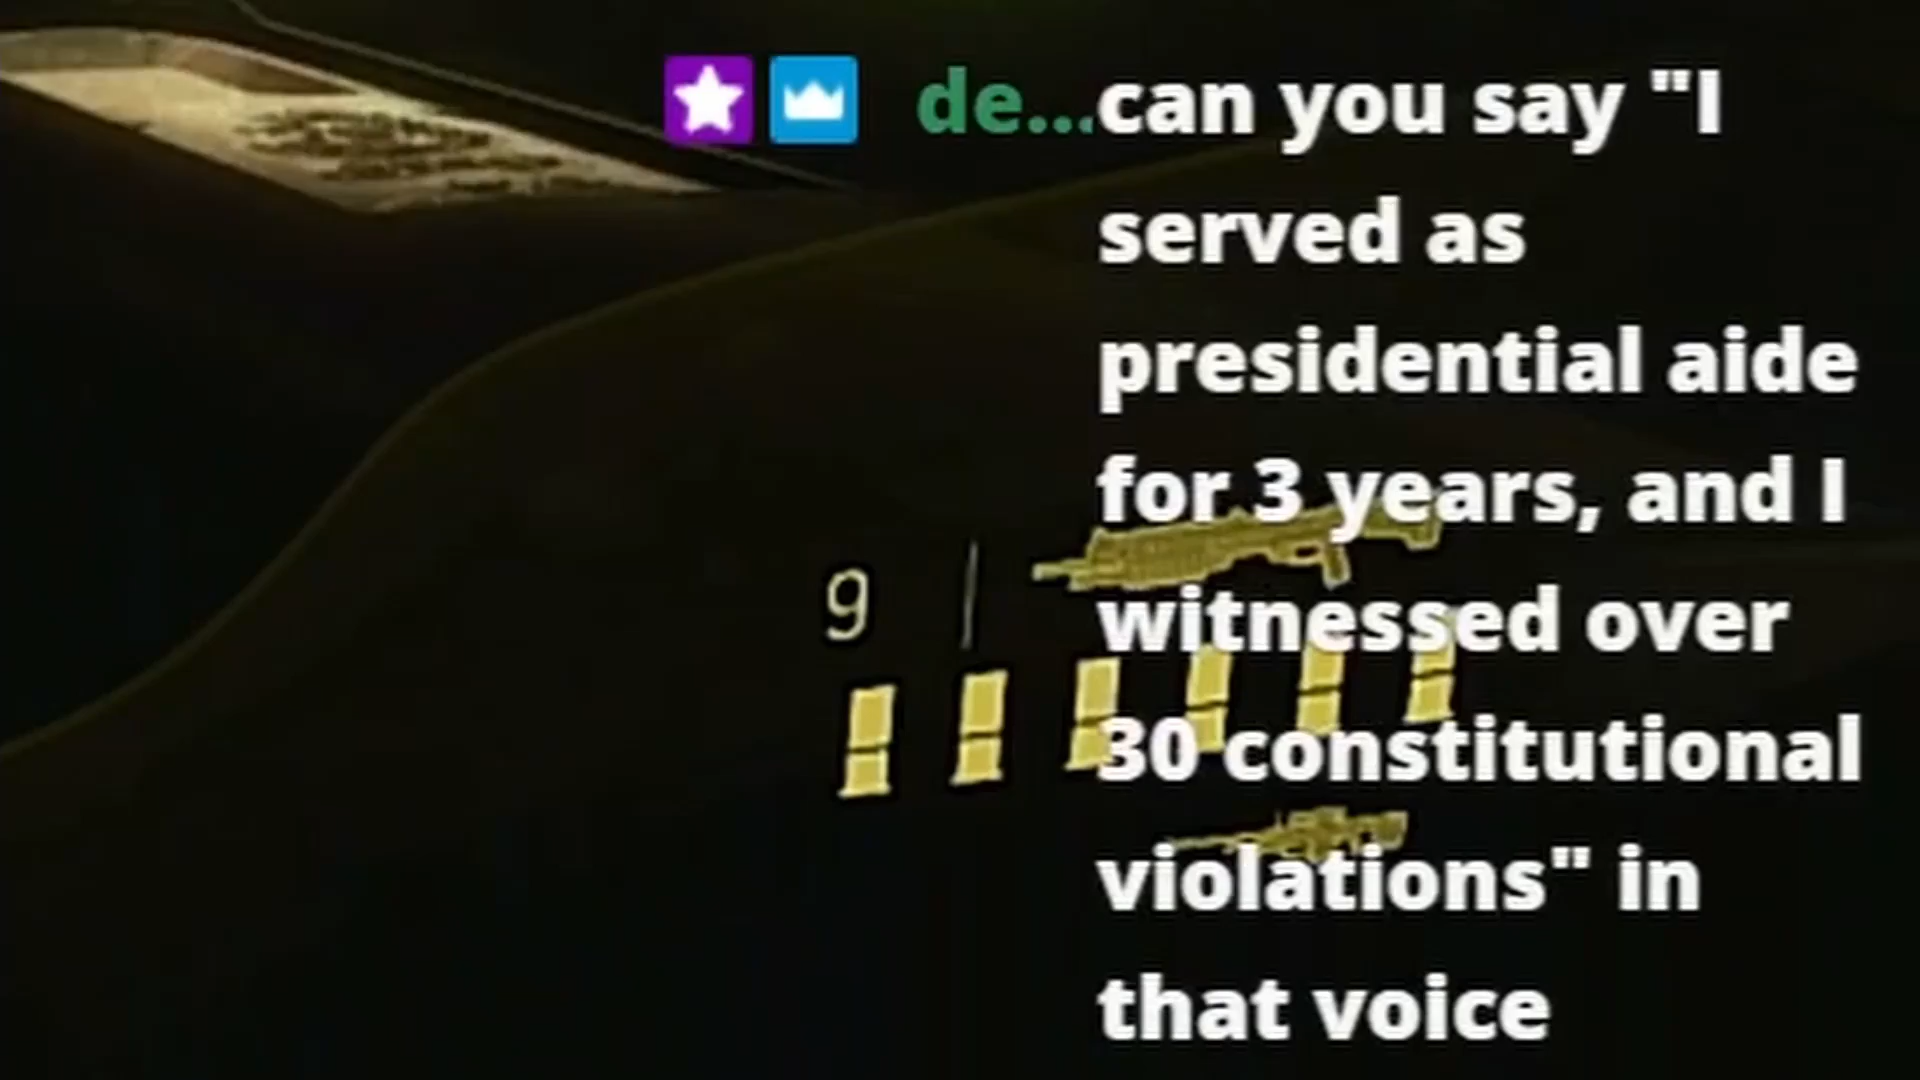 de...can you say "I
served as
presidential aide
for 3 years, and I
witnessed over
30 constitutional
violations" in
that voice
9